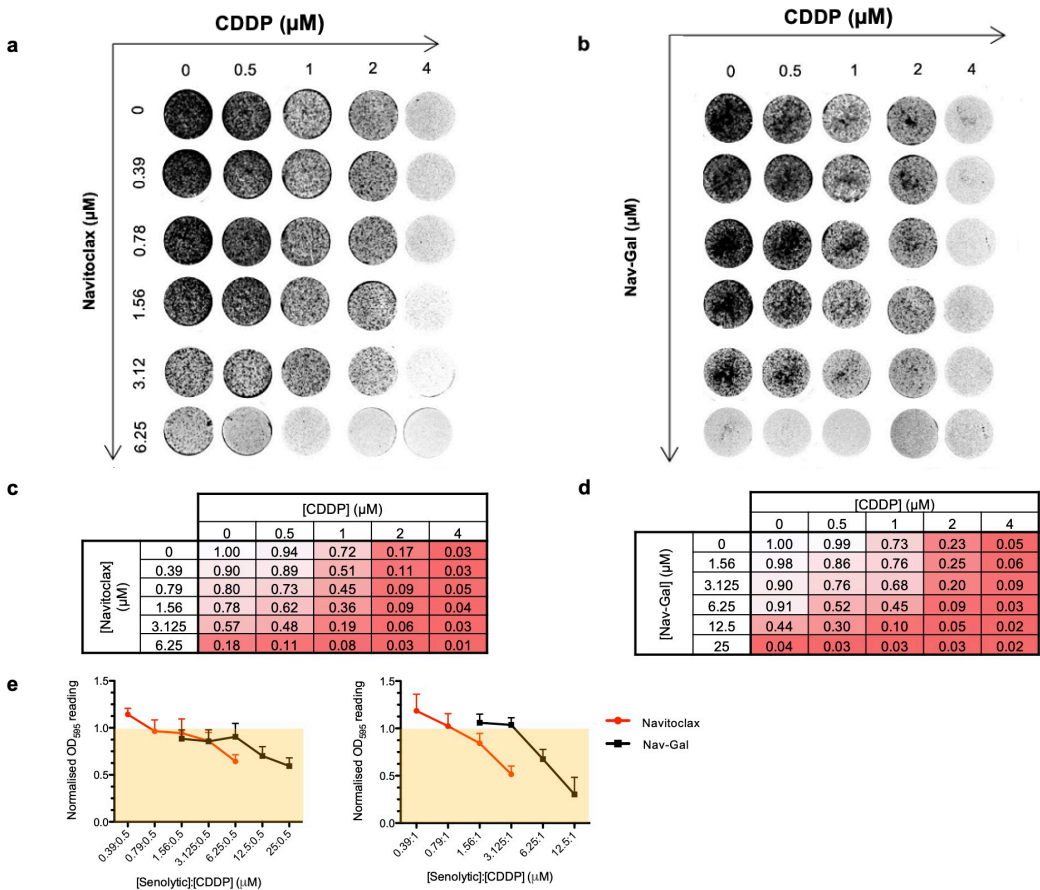 a
CDDP (µM)
0 0.5 1 2 4
Navitoclax (µM)
0
0.39
0.78
1.56
3.12
6.25
b
CDDP (µM)
0 0.5 1 2 4
Nav-Gal (µM)
c
[CDDP] (µM)
0 0.5 1 2 4
[Navitoclax] (µM)
0 1.00 0.94 0.72 0.17 0.03
0.39 0.90 0.89 0.51 0.11 0.03
0.79 0.80 0.73 0.45 0.09 0.05
1.56 0.78 0.62 0.36 0.09 0.04
3.125 0.57 0.48 0.19 0.06 0.03
6.25 0.18 0.11 0.08 0.03 0.01
d
[CDDP] (µM)
0 0.5 1 2 4
[Nav-Gal] (µM)
0 1.00 0.99 0.73 0.23 0.05
1.56 0.98 0.86 0.76 0.25 0.06
3.125 0.90 0.76 0.68 0.20 0.09
6.25 0.91 0.52 0.45 0.09 0.03
12.5 0.44 0.30 0.10 0.05 0.02
25 0.04 0.03 0.03 0.03 0.02
e
Normalised OD595 reading
1.5
1.0
0.5
0.0
0.39:0.5 0.79:0.5 1.56:0.5 3.125:0.5 6.25:0.5 12.5:0.5 25:0.5
[Senolytic]:[CDDP] (µM)
Normalised OD595 reading
1.5
1.0
0.5
0.0
0.39:1 0.79:1 1.56:1 3.125:1 6.25:1 12.5:1
[Senolytic]:[CDDP] (µM)
Navitoclax
Nav-Gal